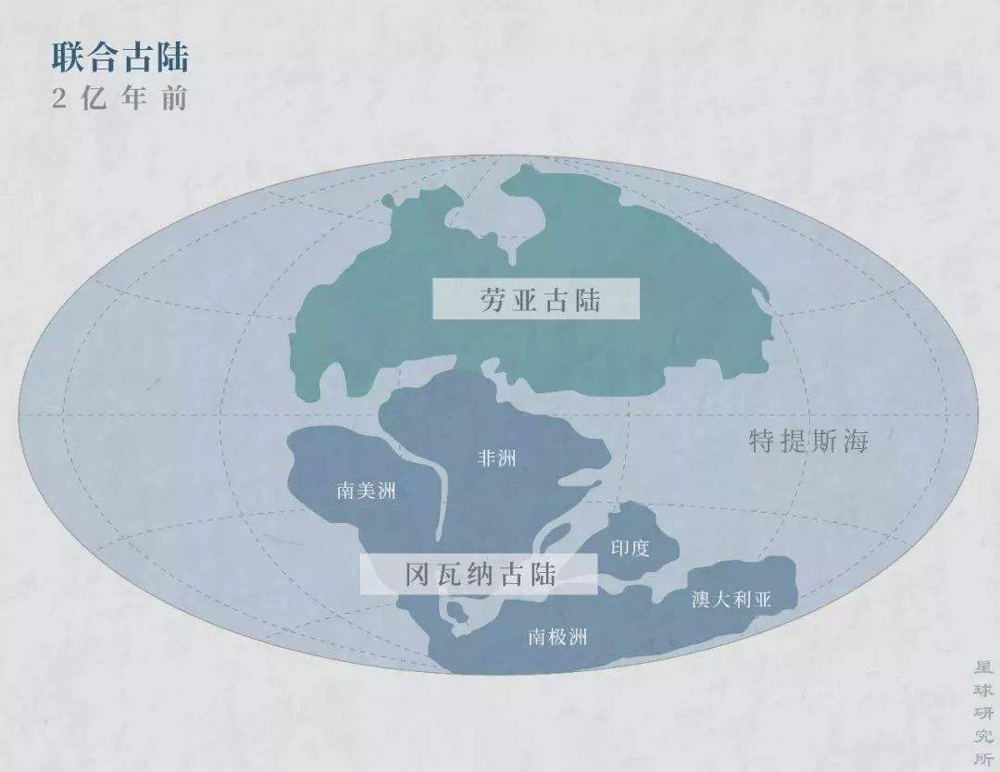 联合古陆
2亿年前
劳亚古陆
特提斯海
非洲
南美洲
印度
冈瓦纳古陆
澳大利亚
南极洲
星球研究所